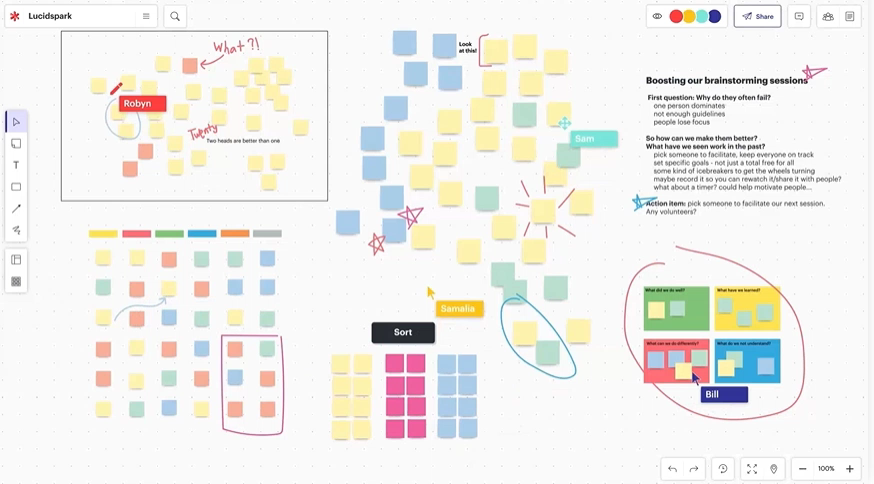 Lucidspark
Share
What?!
Robyn
Twenty
Two heads are better than one
Look
at this!
Sam
Boosting our brainstorming sessions
First question: Why do they often fail?
one person dominates
not enough guidelines
people lose focus
So how can we make them better?
What have we seen work in the past?
pick someone to facilitate, keep everyone on track
set specific goals - not just a total free for all
some kind of icebreakers to get the wheels turning
maybe record it so you can rewatch it/share it with people?
what about a timer? could help motivate people...
Action item: pick someone to facilitate our next session.
Any volunteers?
Samalia
Sort
What did we do well?
What have we learned?
What can we do differently?
What do we not understand?
Bill
T
100%